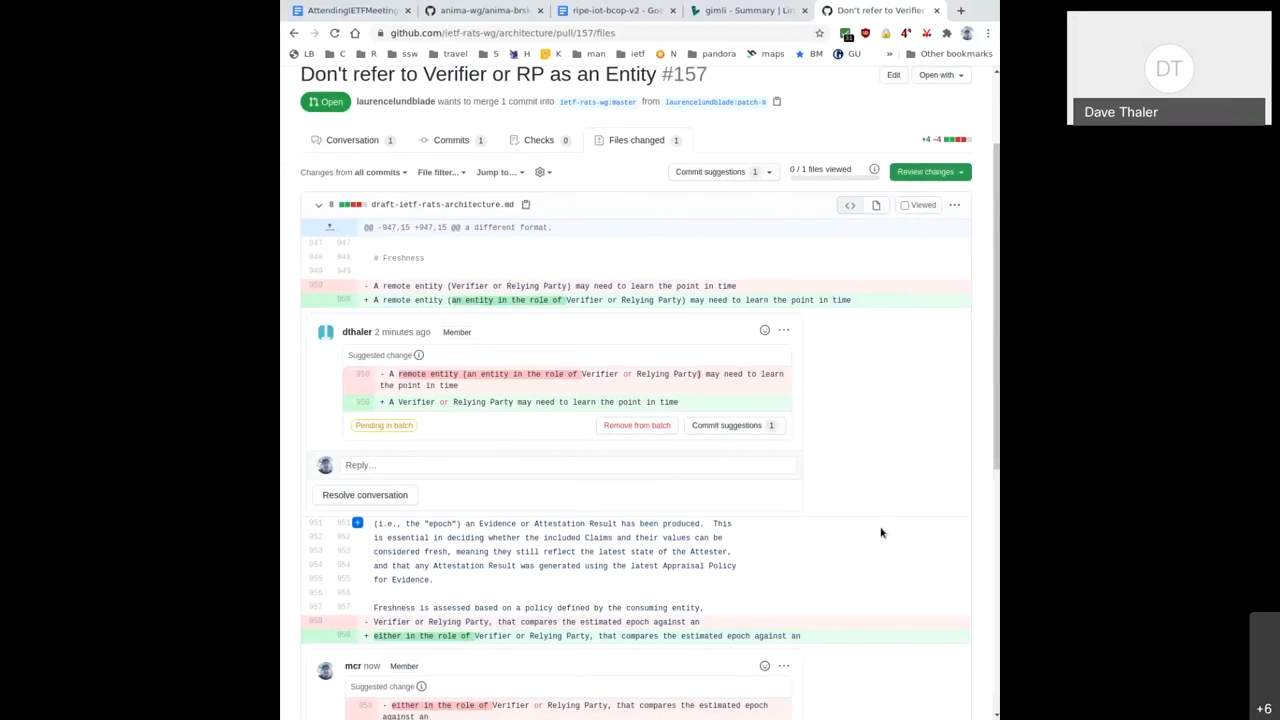 AttendingIETFMeeting
anima-wg/anima-brsk
ripe-iot-bcop-v2 - Goo
gimli - Summary | Lin
Don't refer to Verifier
github.com/ietf-rats-wg/architecture/pull/157/files
LB C R ssw travel S H K man ietf N pandora maps BM GU Other bookmarks
Don't refer to Verifier or RP as an Entity #157
Edit Open with
Open laurencelundblade wants to merge 1 commit into ietf-rats-wg:master from laurencelundblade:patch-9
Conversation 1 Commits 1 Checks 0 Files changed 1 +4 −4
Changes from all commits File filter... Jump to... Commit suggestions 1 0 / 1 files viewed Review changes
8 draft-ietf-rats-architecture.md Viewed
@@ -947,15 +947,15 @@ a different format.
947 947
948 948 # Freshness
949 949
950 - A remote entity (Verifier or Relying Party) may need to learn the point in time
950 + A remote entity (an entity in the role of Verifier or Relying Party) may need to learn the point in time
dthaler 2 minutes ago Member
Suggested change
950 - A remote entity (an entity in the role of Verifier or Relying Party) may need to learn
the point in time
950 + A Verifier or Relying Party may need to learn the point in time
Pending in batch Remove from batch Commit suggestions 1
Reply...
Resolve conversation
951 951 (i.e., the "epoch") an Evidence or Attestation Result has been produced. This
952 952 is essential in deciding whether the included Claims and their values can be
953 953 considered fresh, meaning they still reflect the latest state of the Attester,
954 954 and that any Attestation Result was generated using the latest Appraisal Policy
955 955 for Evidence.
956 956
957 957 Freshness is assessed based on a policy defined by the consuming entity,
958 - Verifier or Relying Party, that compares the estimated epoch against an
958 + either in the role of Verifier or Relying Party, that compares the estimated epoch against an
mcr now Member
Suggested change
- either in the role of Verifier or Relying Party, that compares the estimated epoch
against an
DT
Dave Thaler
+6